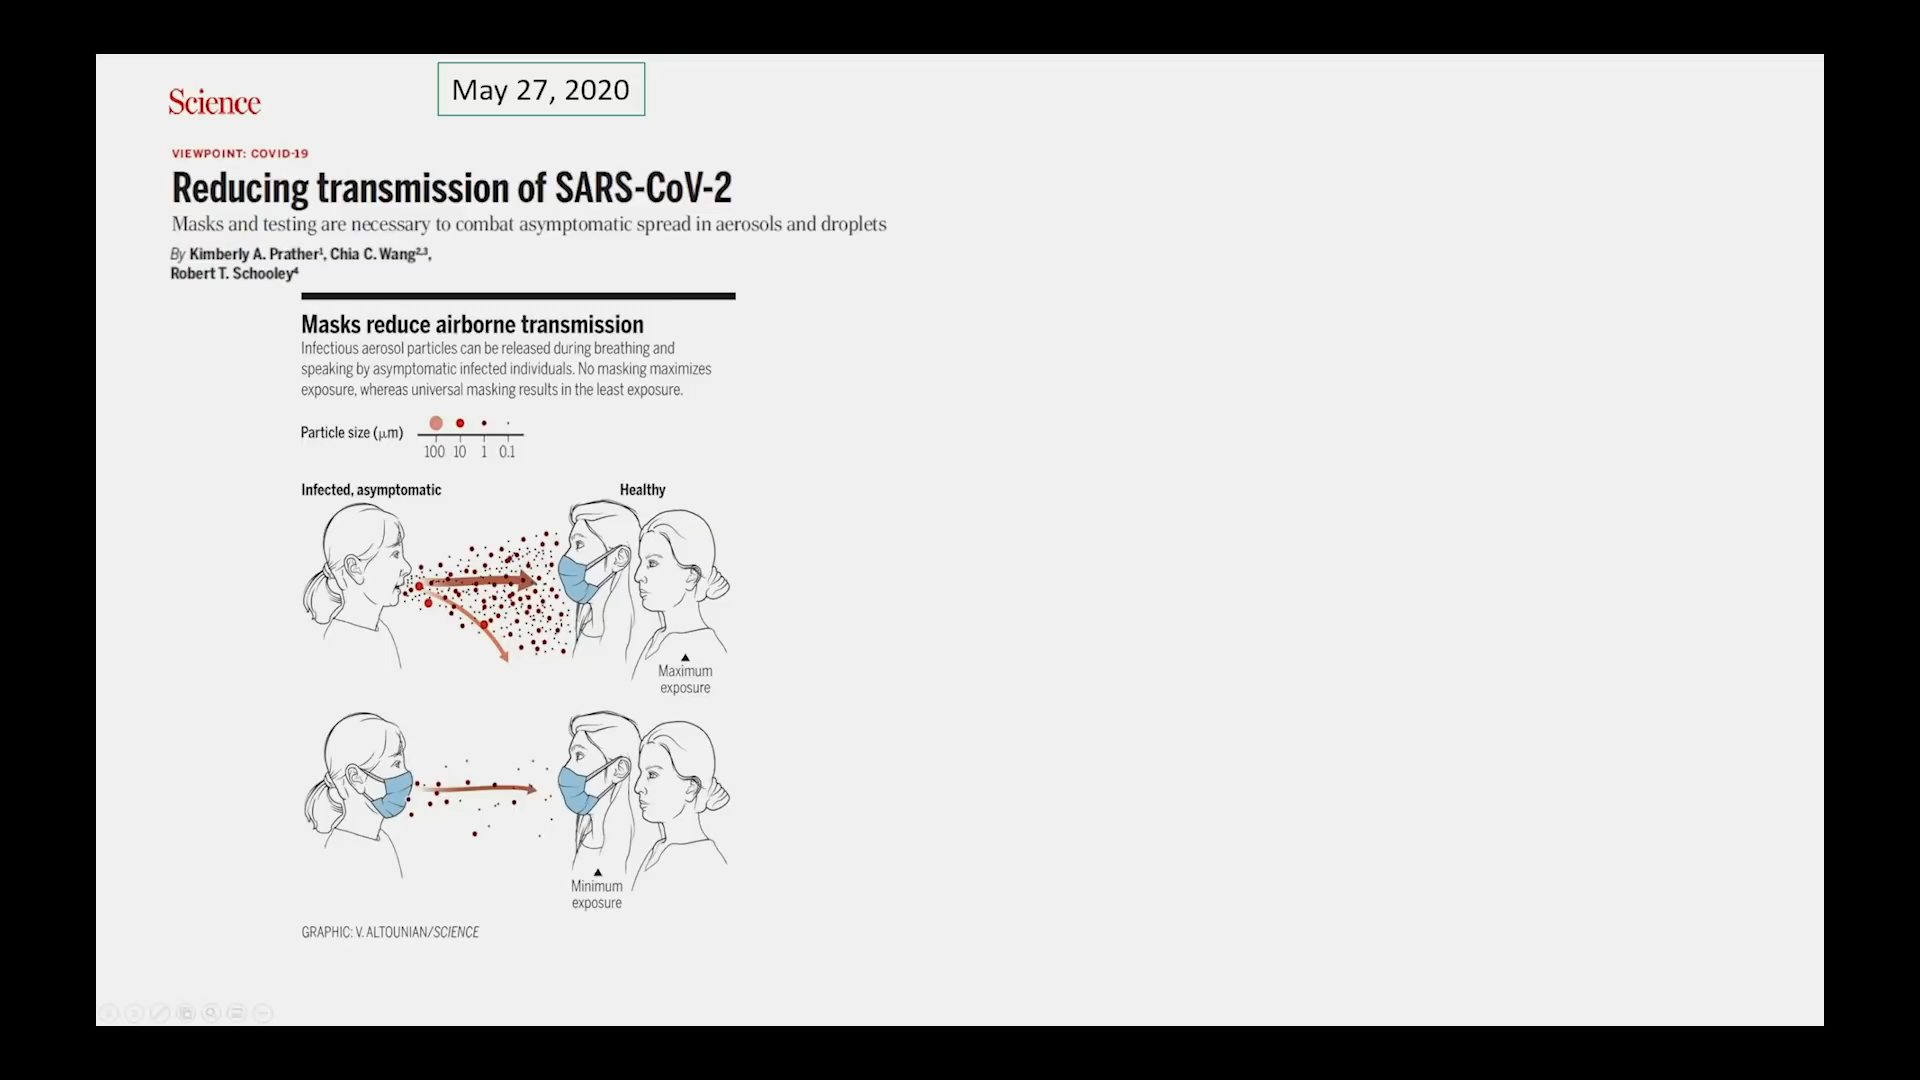 May 27, 2020
Science
VIEWPOINT: COVID-19
Reducing transmission of SARS-CoV-2
Masks and testing are necessary to combat asymptomatic spread in aerosols and droplets
By Kimberly A. Prather¹, Chia C. Wang²,³,
Robert T. Schooley⁴
Masks reduce airborne transmission
Infectious aerosol particles can be released during breathing and
speaking by asymptomatic infected individuals. No masking maximizes
exposure, whereas universal masking results in the least exposure.
Particle size (μm)
100 10 1 0.1
Infected, asymptomatic
Healthy
Maximum
exposure
Minimum
exposure
GRAPHIC: V. ALTOUNIAN/SCIENCE